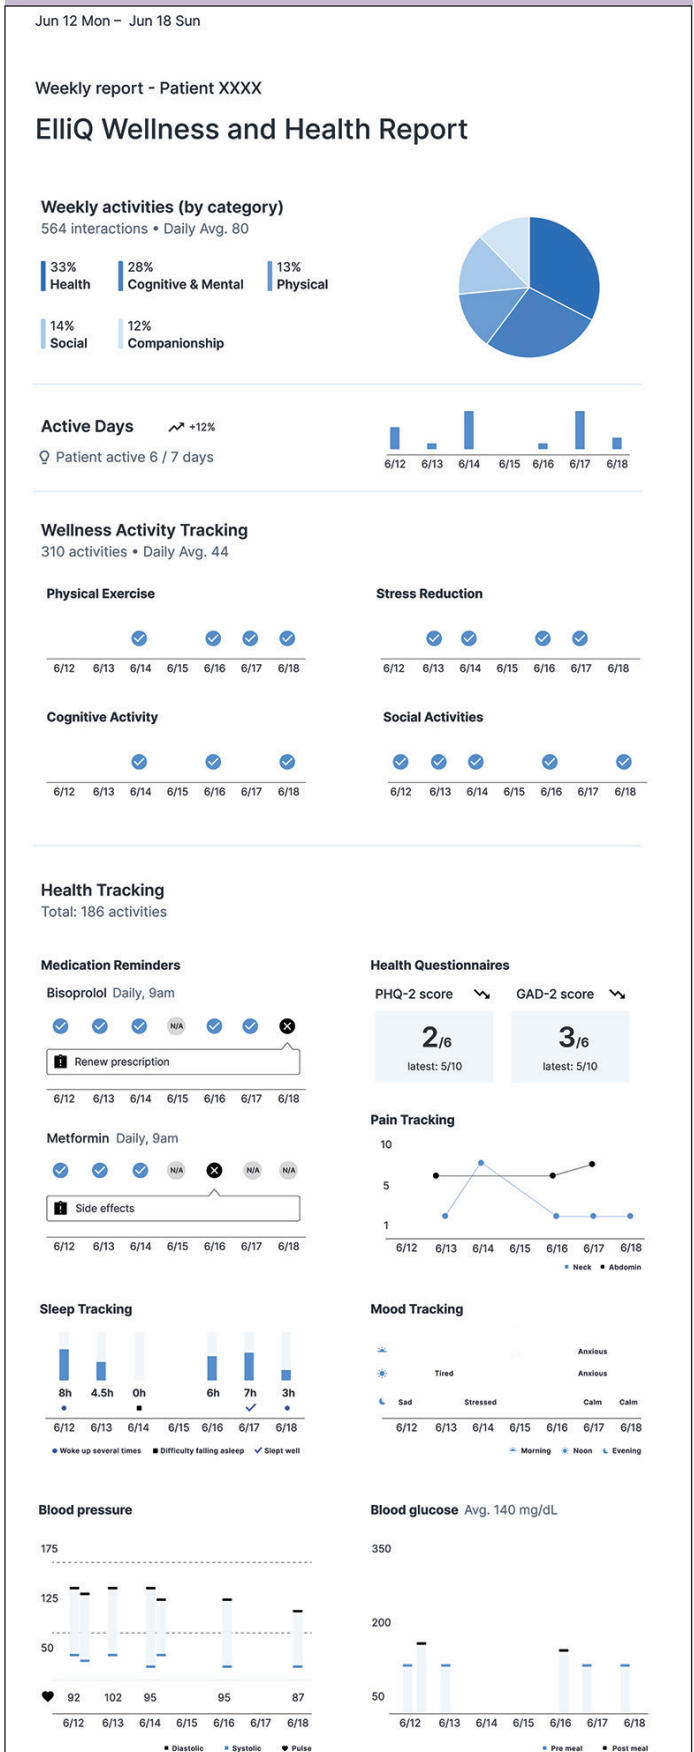 Jun 12 Mon – Jun 18 Sun
Weekly report - Patient XXXX
ElliQ Wellness and Health Report
Weekly activities (by category)
564 interactions • Daily Avg. 80
33% 28% 13%
Health Cognitive & Mental Physical
14% 12%
Social Companionship
Active Days +12%
Patient active 6 / 7 days
6/12 6/13 6/14 6/15 6/16 6/17 6/18
Wellness Activity Tracking
310 activities • Daily Avg. 44
Physical Exercise
6/12 6/13 6/14 6/15 6/16 6/17 6/18
Stress Reduction
6/12 6/13 6/14 6/15 6/16 6/17 6/18
Cognitive Activity
6/12 6/13 6/14 6/15 6/16 6/17 6/18
Social Activities
6/12 6/13 6/14 6/15 6/16 6/17 6/18
Health Tracking
Total: 186 activities
Medication Reminders
Bisoprolol Daily, 9am
N/A
Renew prescription
6/12 6/13 6/14 6/15 6/16 6/17 6/18
Metformin Daily, 9am
N/A N/A N/A
Side effects
6/12 6/13 6/14 6/15 6/16 6/17 6/18
Health Questionnaires
PHQ-2 score GAD-2 score
2/6 3/6
latest: 5/10 latest: 5/10
Pain Tracking
10
5
1
6/12 6/13 6/14 6/15 6/16 6/17 6/18
Neck Abdomin
Sleep Tracking
8h 4.5h 0h 6h 7h 3h
6/12 6/13 6/14 6/15 6/16 6/17 6/18
Woke up several times Difficulty falling asleep Slept well
Mood Tracking
Anxious
Tired Anxious
Sad Stressed Calm Calm
6/12 6/13 6/14 6/15 6/16 6/17 6/18
Morning Noon Evening
Blood pressure
175
125
50
92 102 95 95 87
6/12 6/13 6/14 6/15 6/16 6/17 6/18
Diastolic Systolic Pulse
Blood glucose Avg. 140 mg/dL
350
200
50
6/12 6/13 6/14 6/15 6/16 6/17 6/18
Pre meal Post meal